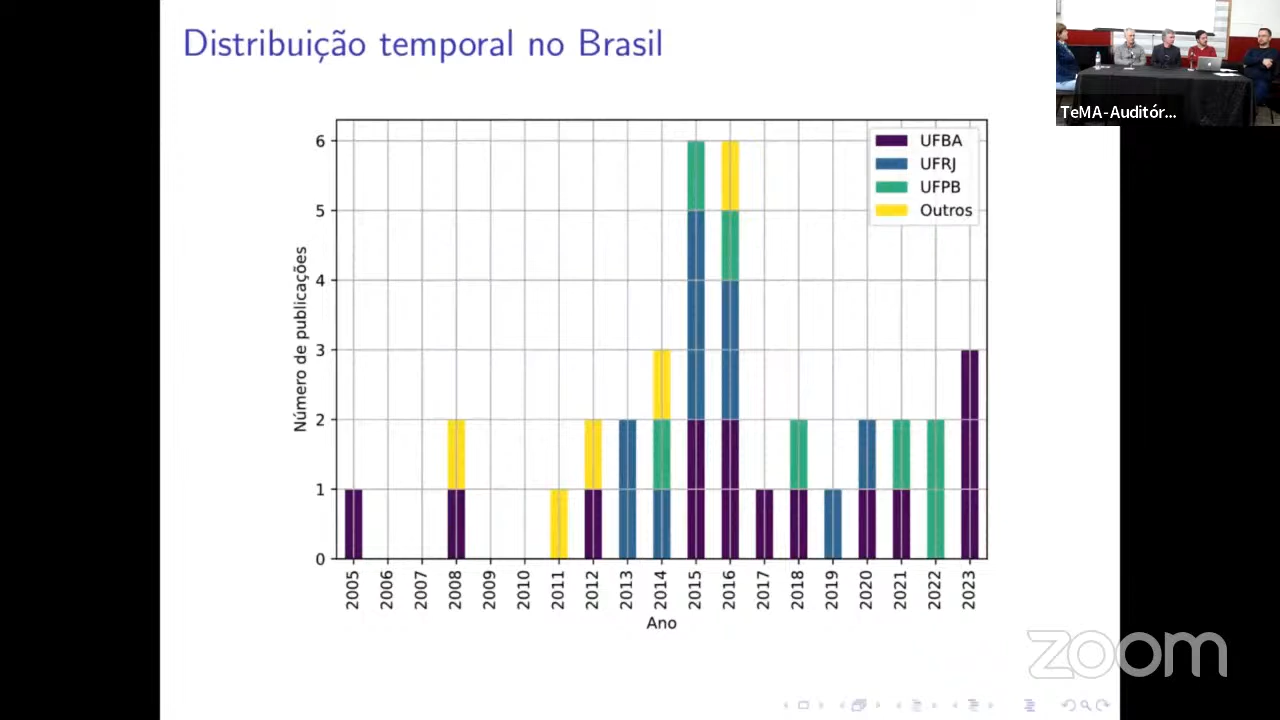 Distribuição temporal no Brasil
TeMA-Auditór...
UFBA
UFRJ
UFPB
Outros
Número de publicações
6
5
4
3
2
1
0
2005
2006
2007
2008
2009
2010
2011
2012
2013
2014
2015
2016
2017
2018
2019
2020
2021
2022
2023
Ano
zoom